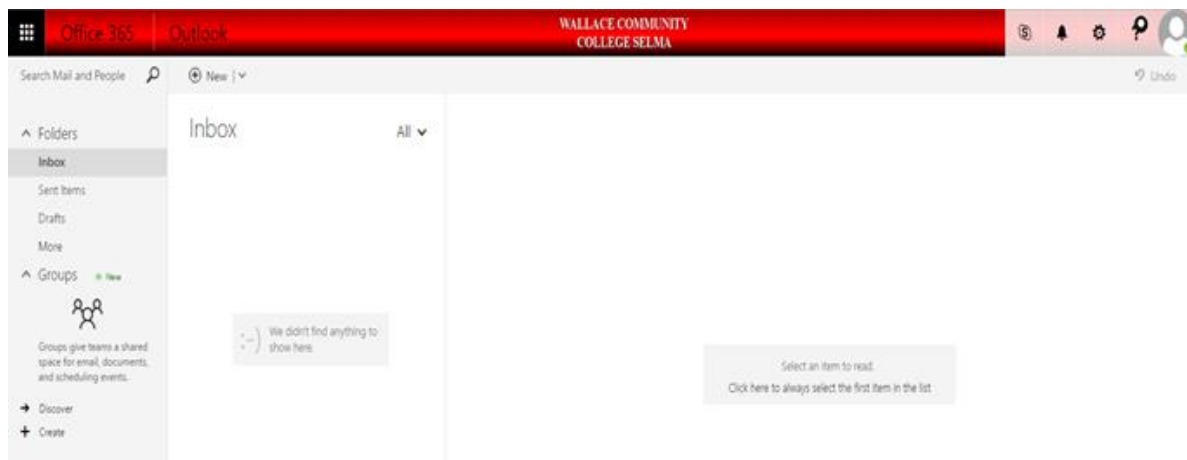 Office 365
Outlook
WALLACE COMMUNITY
COLLEGE SELMA
Search Mail and People
New
Undo
Folders
Inbox
Sent Items
Drafts
More
Groups
New
Groups give teams a shared
space for email, documents,
and scheduling events.
Discover
Create
Inbox
All
:-)
We didn't find anything to
show here.
Select an item to read.
Click here to always select the first item in the list